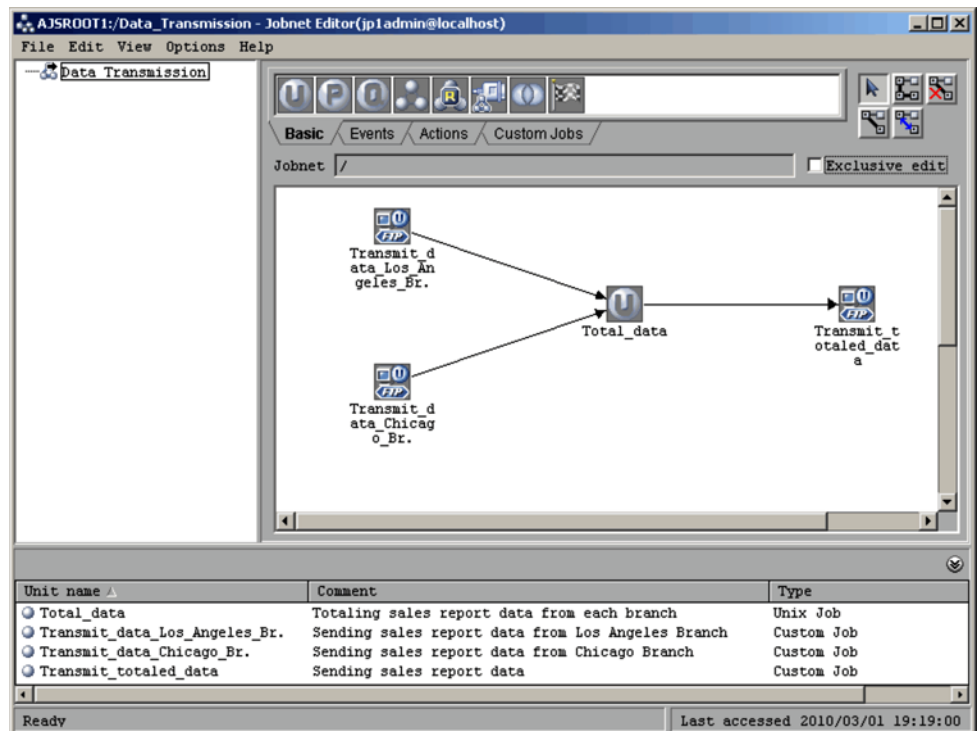 AJSROOT1:/Data_Transmission - Jobnet Editor(jp1admin@localhost)
File Edit View Options Help
Data Transmission
U P Q R U
Basic Events Actions Custom Jobs
Jobnet /
Exclusive edit
U
FTP
Transmit_d
ata_Los_An
geles_Br.
U
Total_data
U
FTP
Transmit_t
otaled_dat
a
U
FTP
Transmit_d
ata_Chicag
o_Br.
Unit name Comment Type
Total_data Totaling sales report data from each branch Unix Job
Transmit_data_Los_Angeles_Br. Sending sales report data from Los Angeles Branch Custom Job
Transmit_data_Chicago_Br. Sending sales report data from Chicago Branch Custom Job
Transmit_totaled_data Sending sales report data Custom Job
Ready Last accessed 2010/03/01 19:19:00